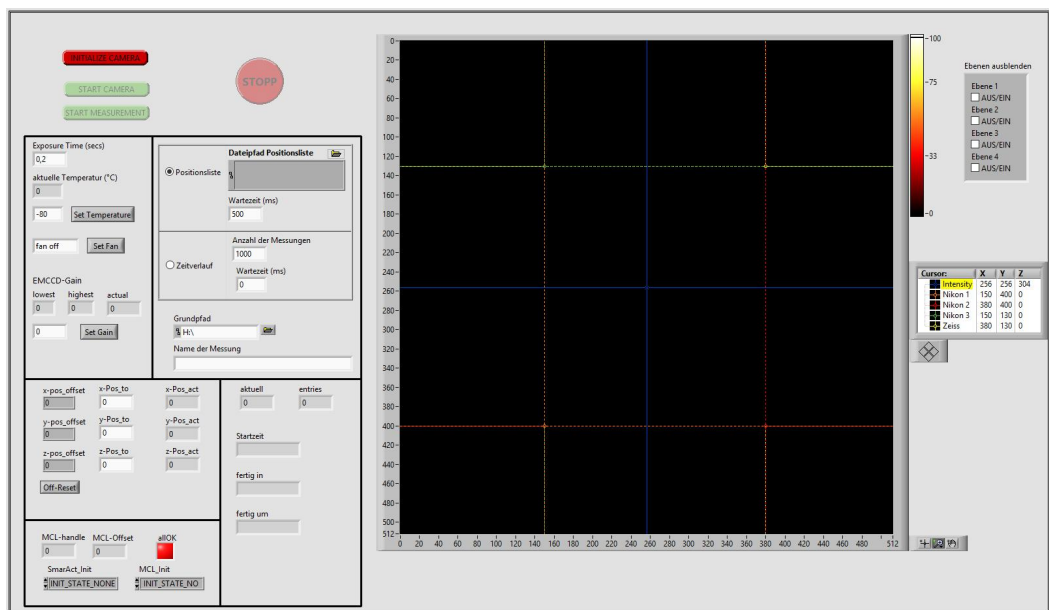 INITIALIZE CAMERA
START CAMERA
START MEASUREMENT
STOPP
Exposure Time (secs)
0,2
aktuelle Temperatur (°C)
0
-80 Set Temperature
fan off Set Fan
EMCCD-Gain
lowest highest actual
0 0 0
0 Set Gain
Dateipfad Positionsliste
Positionsliste
Wartezeit (ms)
500
Anzahl der Messungen
1000
Zeitverlauf
Wartezeit (ms)
0
Grundpfad
H:\
Name der Messung
x-pos_offset x-Pos_to x-Pos_act
0 0 0
y-pos_offset y-Pos_to y-Pos_act
0 0 0
z-pos_offset z-Pos_to z-Pos_act
0 0 0
Off-Reset
aktuell entries
0 0
Startzeit
fertig in
fertig um
MCL-handle MCL-Offset allOK
0 0
SmarAct_Init MCL_Init
INIT_STATE_NONE INIT_STATE_NO
0
20
40
60
80
100
120
140
160
180
200
220
240
260
280
300
320
340
360
380
400
420
440
460
480
500
512
0 20 40 60 80 100 120 140 160 180 200 220 240 260 280 300 320 340 360 380 400 420 440 460 480 512
100
75
33
0
Ebenen ausblenden
Ebene 1
AUS/EIN
Ebene 2
AUS/EIN
Ebene 3
AUS/EIN
Ebene 4
AUS/EIN
Cursor: X Y Z
Intensity 256 256 304
Nikon 1 150 400 0
Nikon 2 380 400 0
Nikon 3 150 130 0
Zeiss 380 130 0